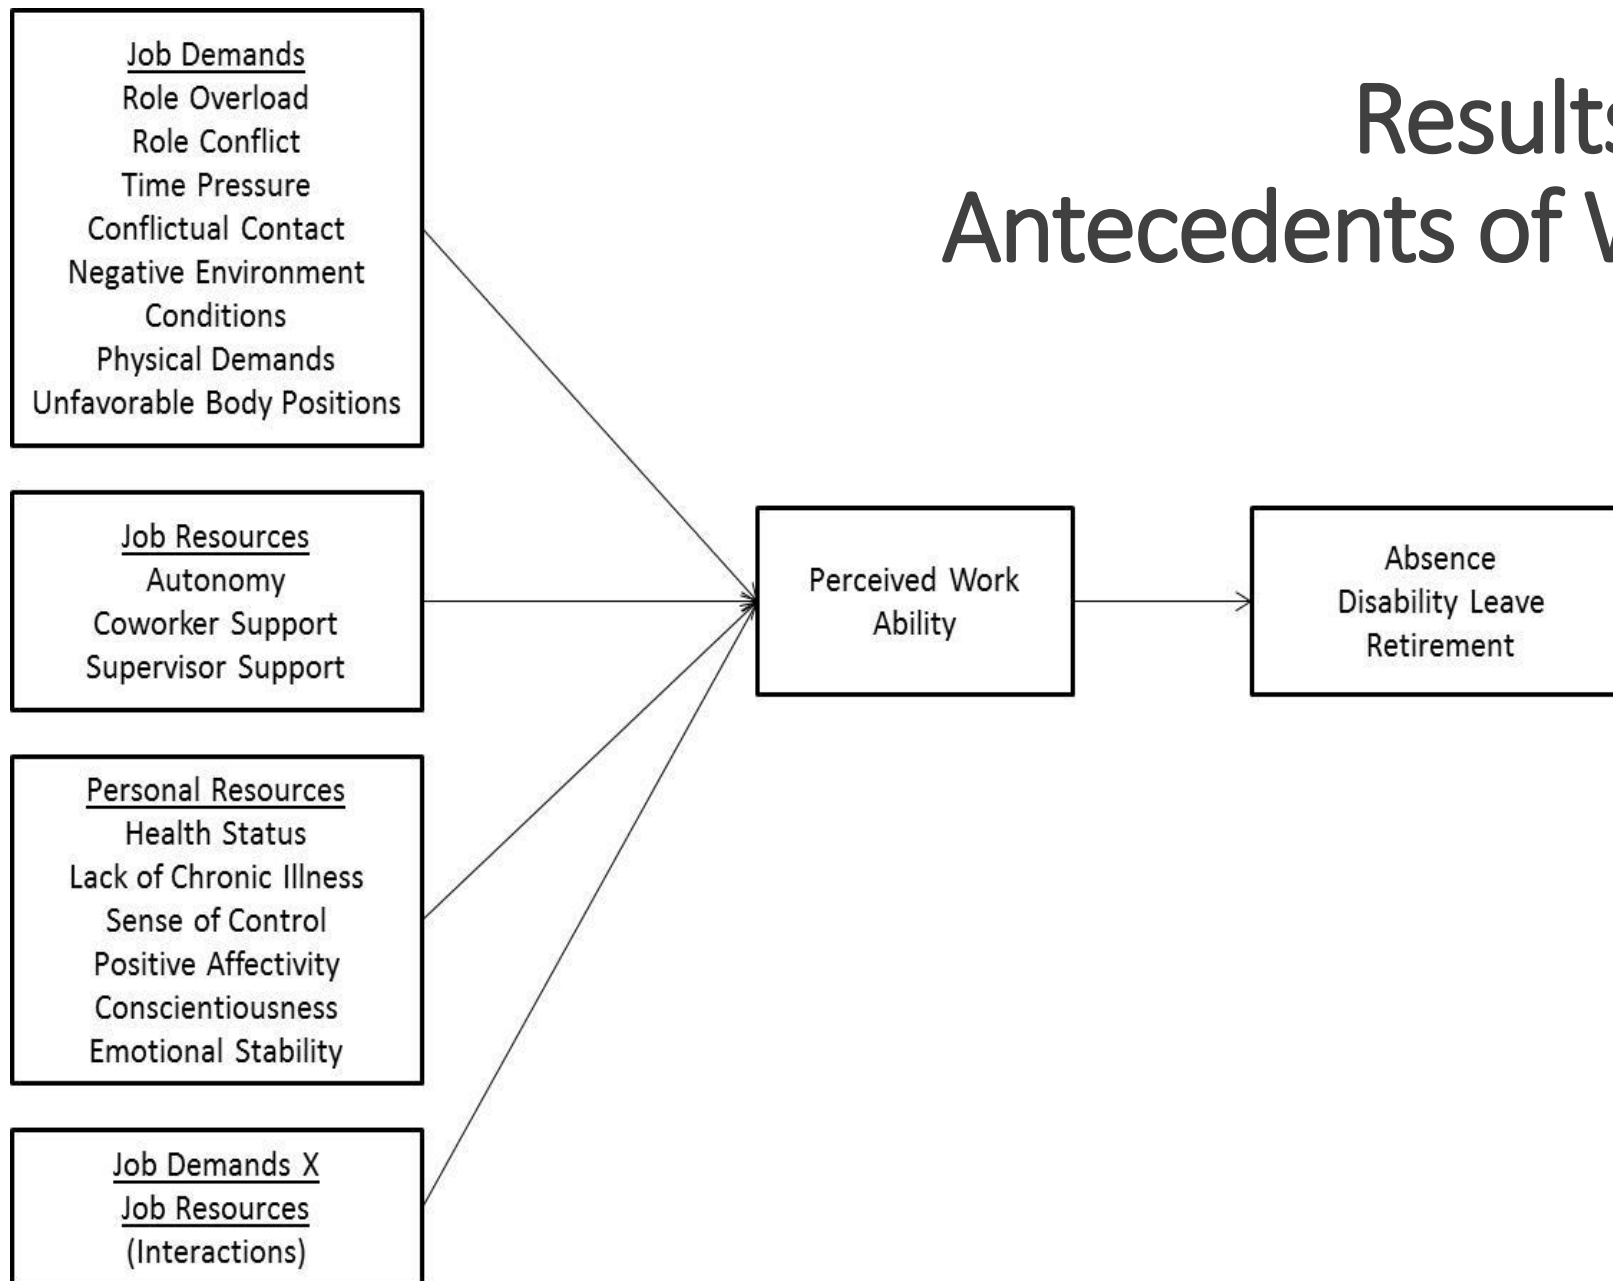 Results
Antecedents of
Job Demands
Role Overload
Role Conflict
Time Pressure
Conflictual Contact
Negative Environment
Conditions
Physical Demands
Unfavorable Body Positions
Job Resources
Autonomy
Coworker Support
Supervisor Support
Personal Resources
Health Status
Lack of Chronic Illness
Sense of Control
Positive Affectivity
Conscientiousness
Emotional Stability
Job Demands X
Job Resources
(Interactions)
Perceived Work
Ability
Absence
Disability Leave
Retirement